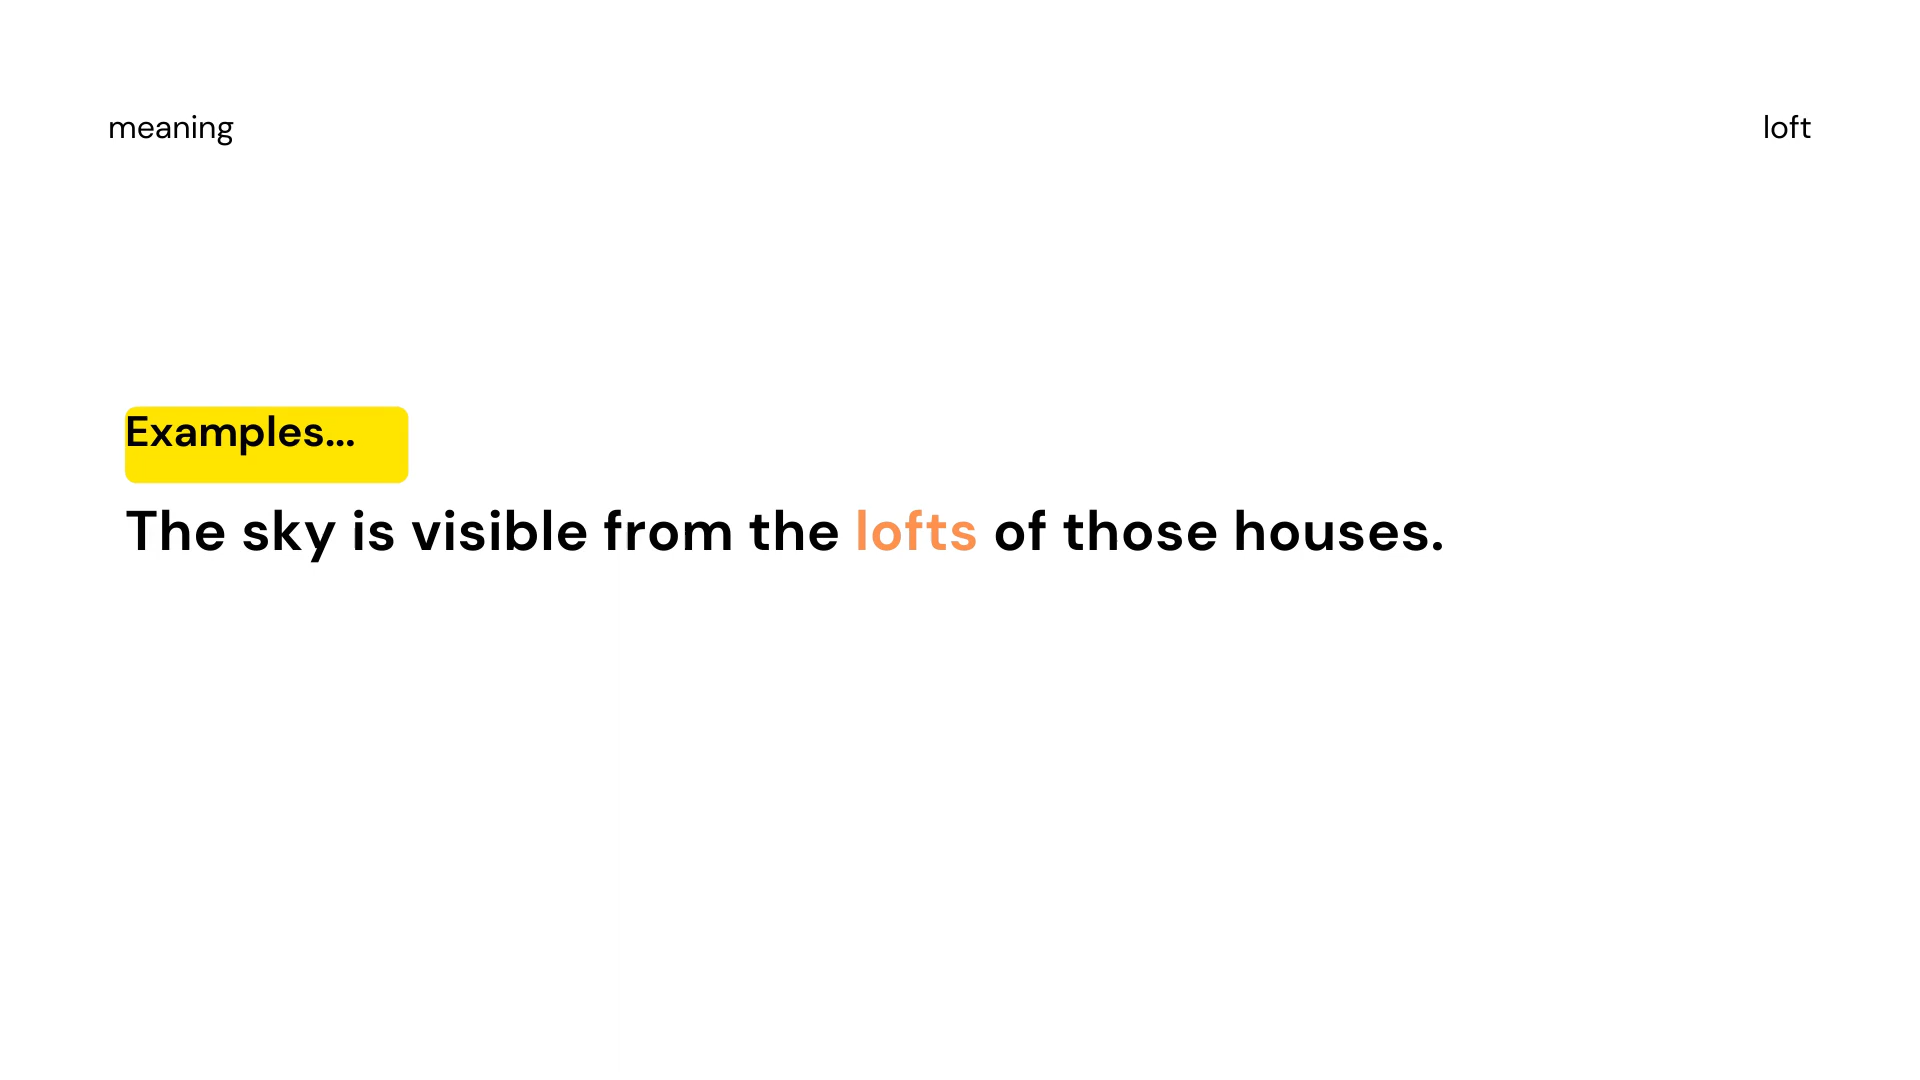 meaning
loft
Examples...
The sky is visible from the lofts of those houses.